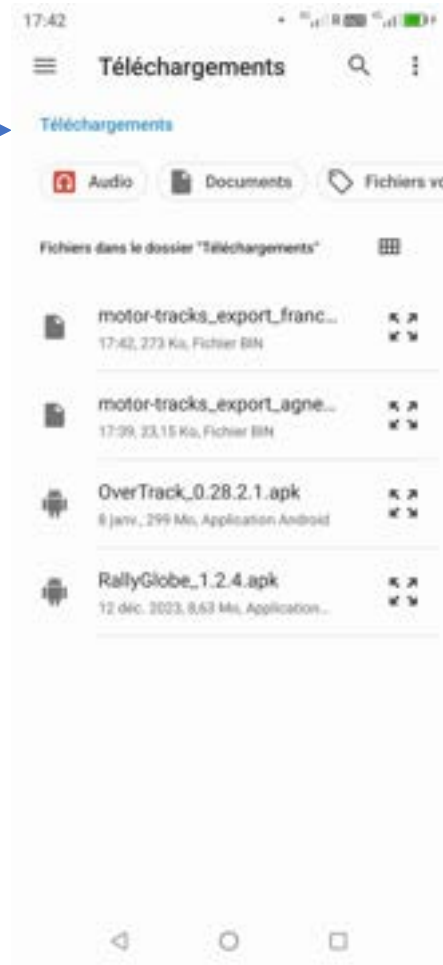 17:42
Téléchargements
Téléchargements
Audio
Documents
Fichiers vo
Fichiers dans le dossier "Téléchargements"
motor-tracks_export_franc...
17:42, 273 Ko, Fichier BIN
motor-tracks_export_agne...
17:39, 23,15 Ko, Fichier BIN
OverTrack_0.28.2.1.apk
8 janv., 299 Mo, Application Android
RallyGlobe_1.2.4.apk
12 déc. 2023, 8,63 Mo, Application...